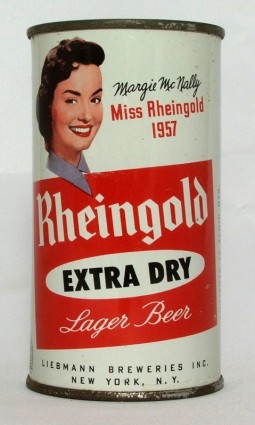 Margie McNally
Miss Rheingold
1957
Rheingold
EXTRA DRY
Lager Beer
LIEBMANN BREWERIES INC.
NEW YORK, N.Y.